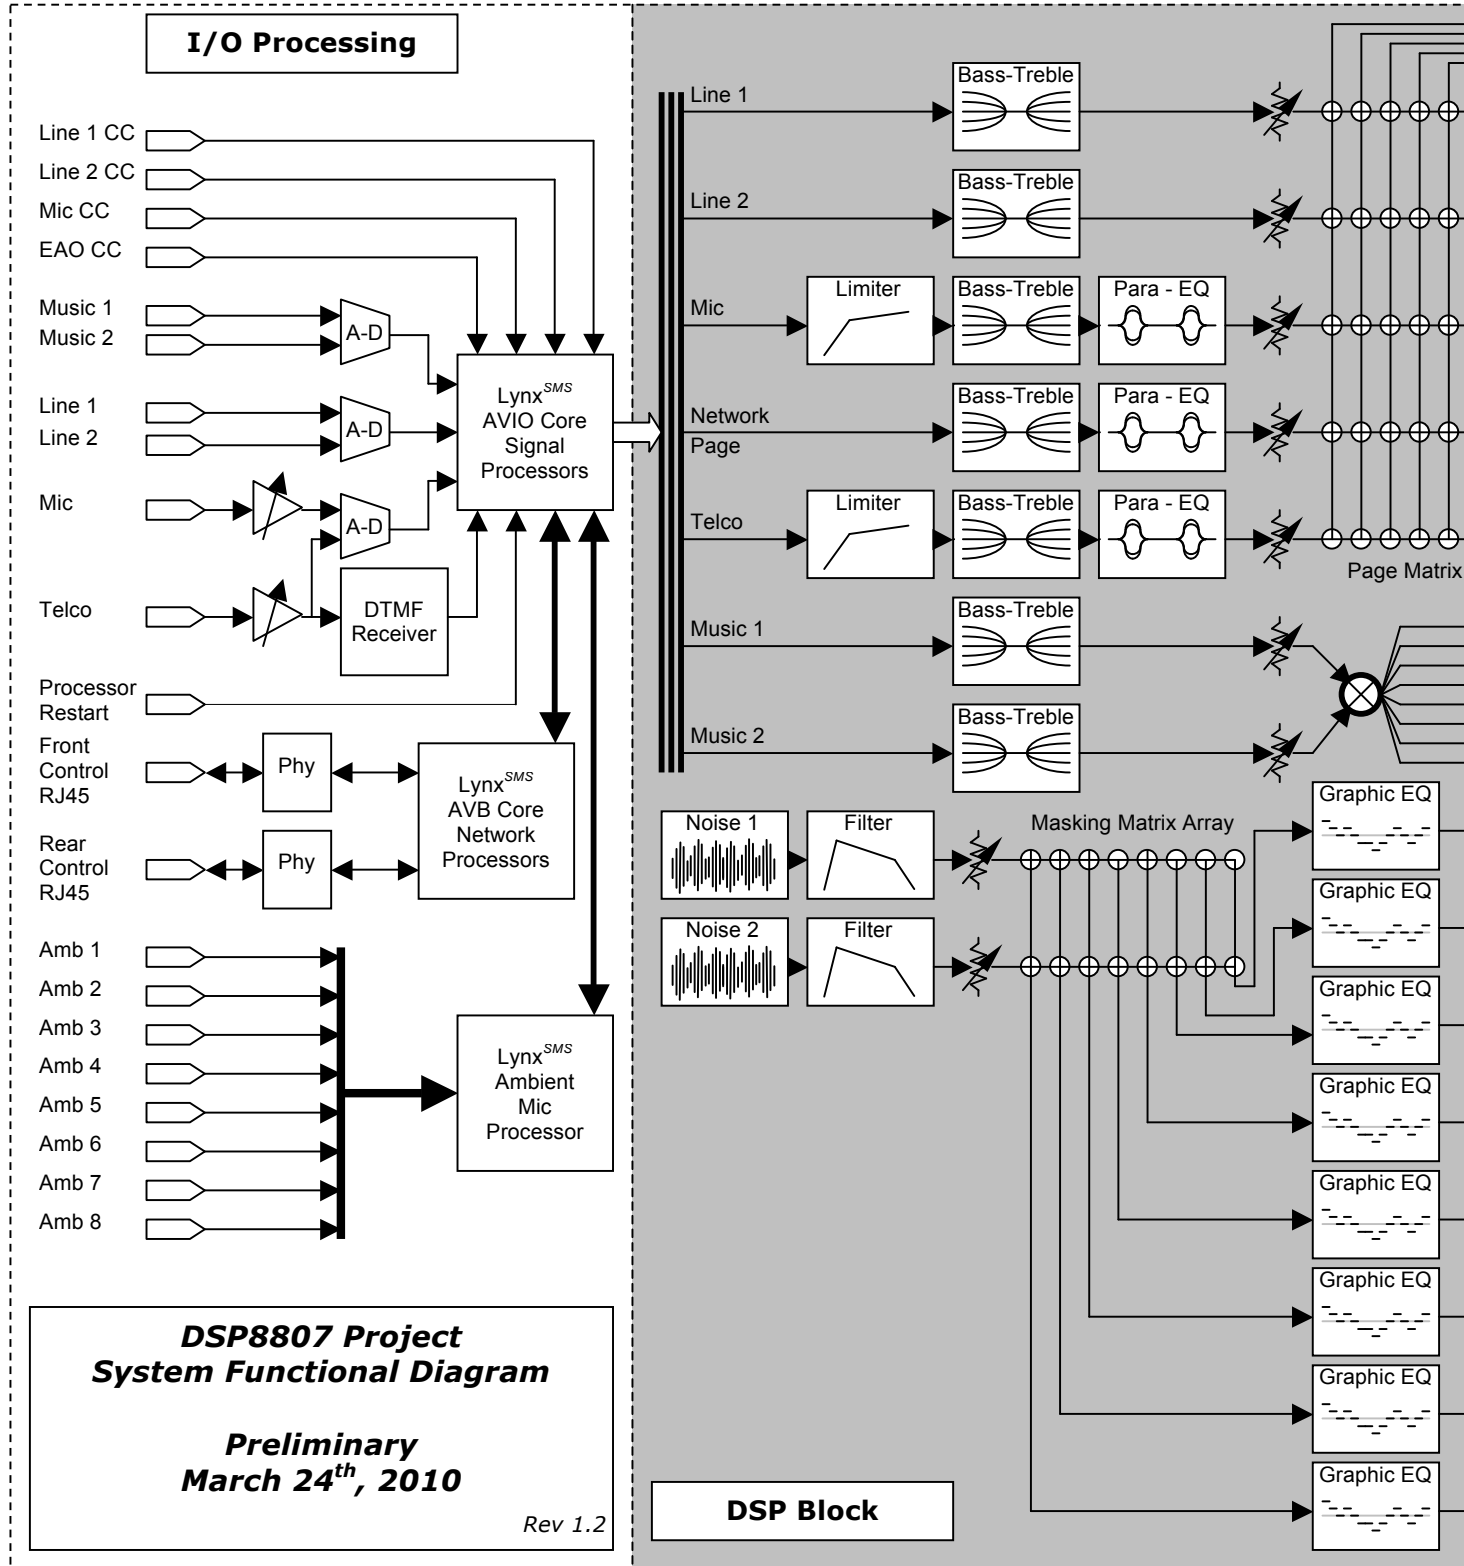 I/O Processing
Line 1 CC
Line 2 CC
Mic CC
EAO CC
Music 1
Music 2
A-D
Line 1
Line 2
A-D
Lynx SMS
AVIO Core
Signal
Processors
Mic
A-D
Telco
DTMF
Receiver
Processor
Restart
Front
Control
RJ45
Phy
Lynx SMS
AVB Core
Network
Processors
Rear
Control
RJ45
Phy
Amb 1
Amb 2
Amb 3
Amb 4
Amb 5
Amb 6
Amb 7
Amb 8
Lynx SMS
Ambient
Mic
Processor
DSP8807 Project
System Functional Diagram
Preliminary
March 24th, 2010
Rev 1.2
Line 1
Bass-Treble
Line 2
Bass-Treble
Mic
Limiter
Bass-Treble
Para - EQ
Network
Page
Bass-Treble
Para - EQ
Telco
Limiter
Bass-Treble
Para - EQ
Page Matrix
Music 1
Bass-Treble
Music 2
Bass-Treble
Noise 1
Filter
Masking Matrix Array
Noise 2
Filter
Graphic EQ
Graphic EQ
Graphic EQ
Graphic EQ
Graphic EQ
Graphic EQ
Graphic EQ
Graphic EQ
DSP Block